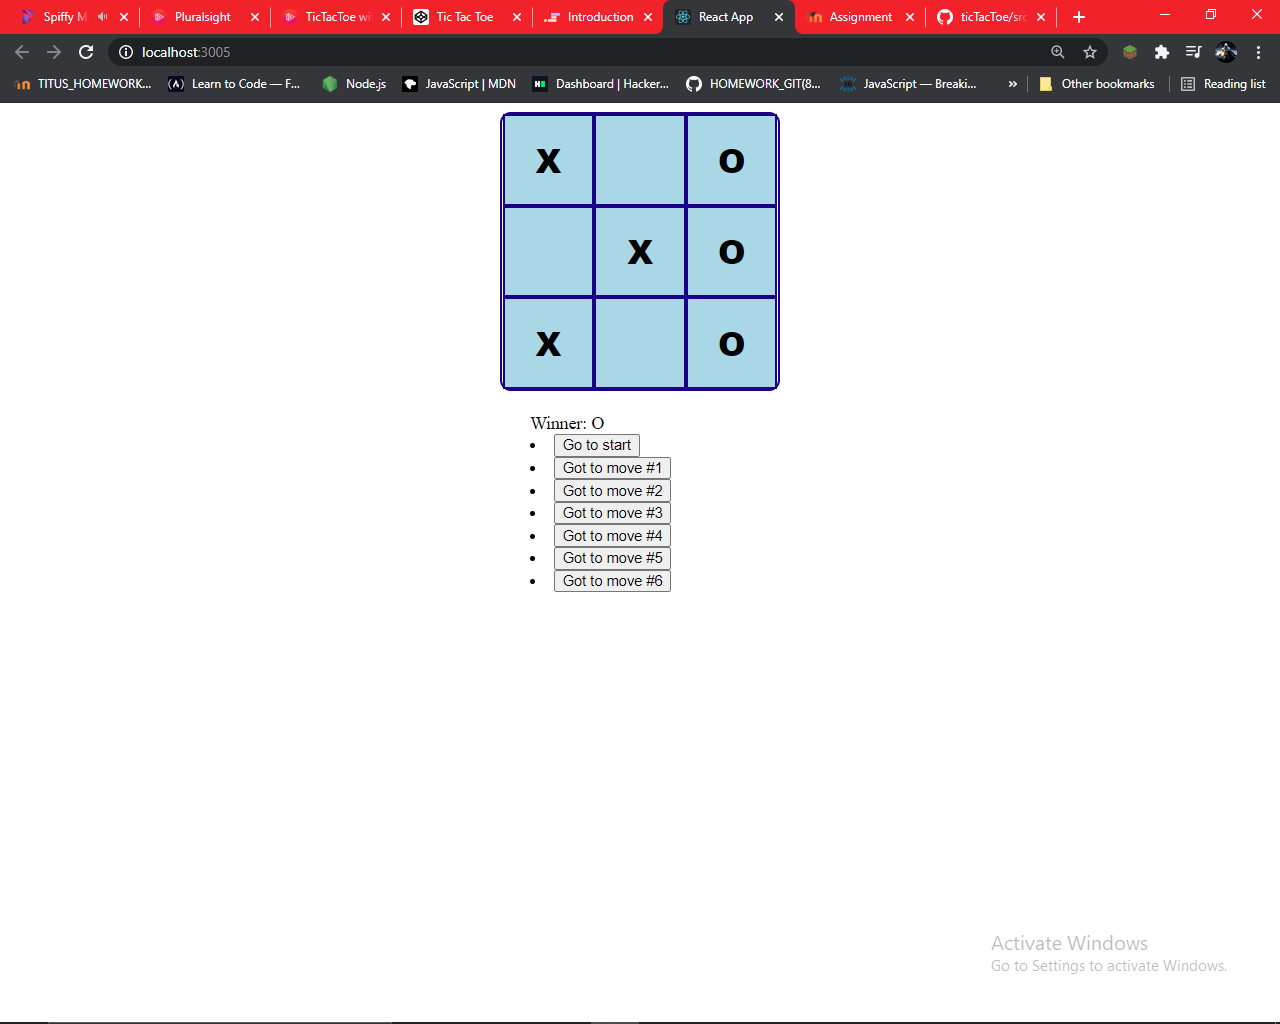 Spiffy M
Pluralsight
TicTacToe wi
Tic Tac Toe
Introduction
React App
Assignment
ticTacToe/src
localhost:3005
TITUS_HOMEWORK...
Learn to Code — F...
Node.js
JavaScript | MDN
Dashboard | Hacker...
HOMEWORK_GIT(8...
JavaScript — Breaki...
»
Other bookmarks
Reading list
X O
X O
X O
Winner: O
Go to start
Got to move #1
Got to move #2
Got to move #3
Got to move #4
Got to move #5
Got to move #6
Activate Windows
Go to Settings to activate Windows.